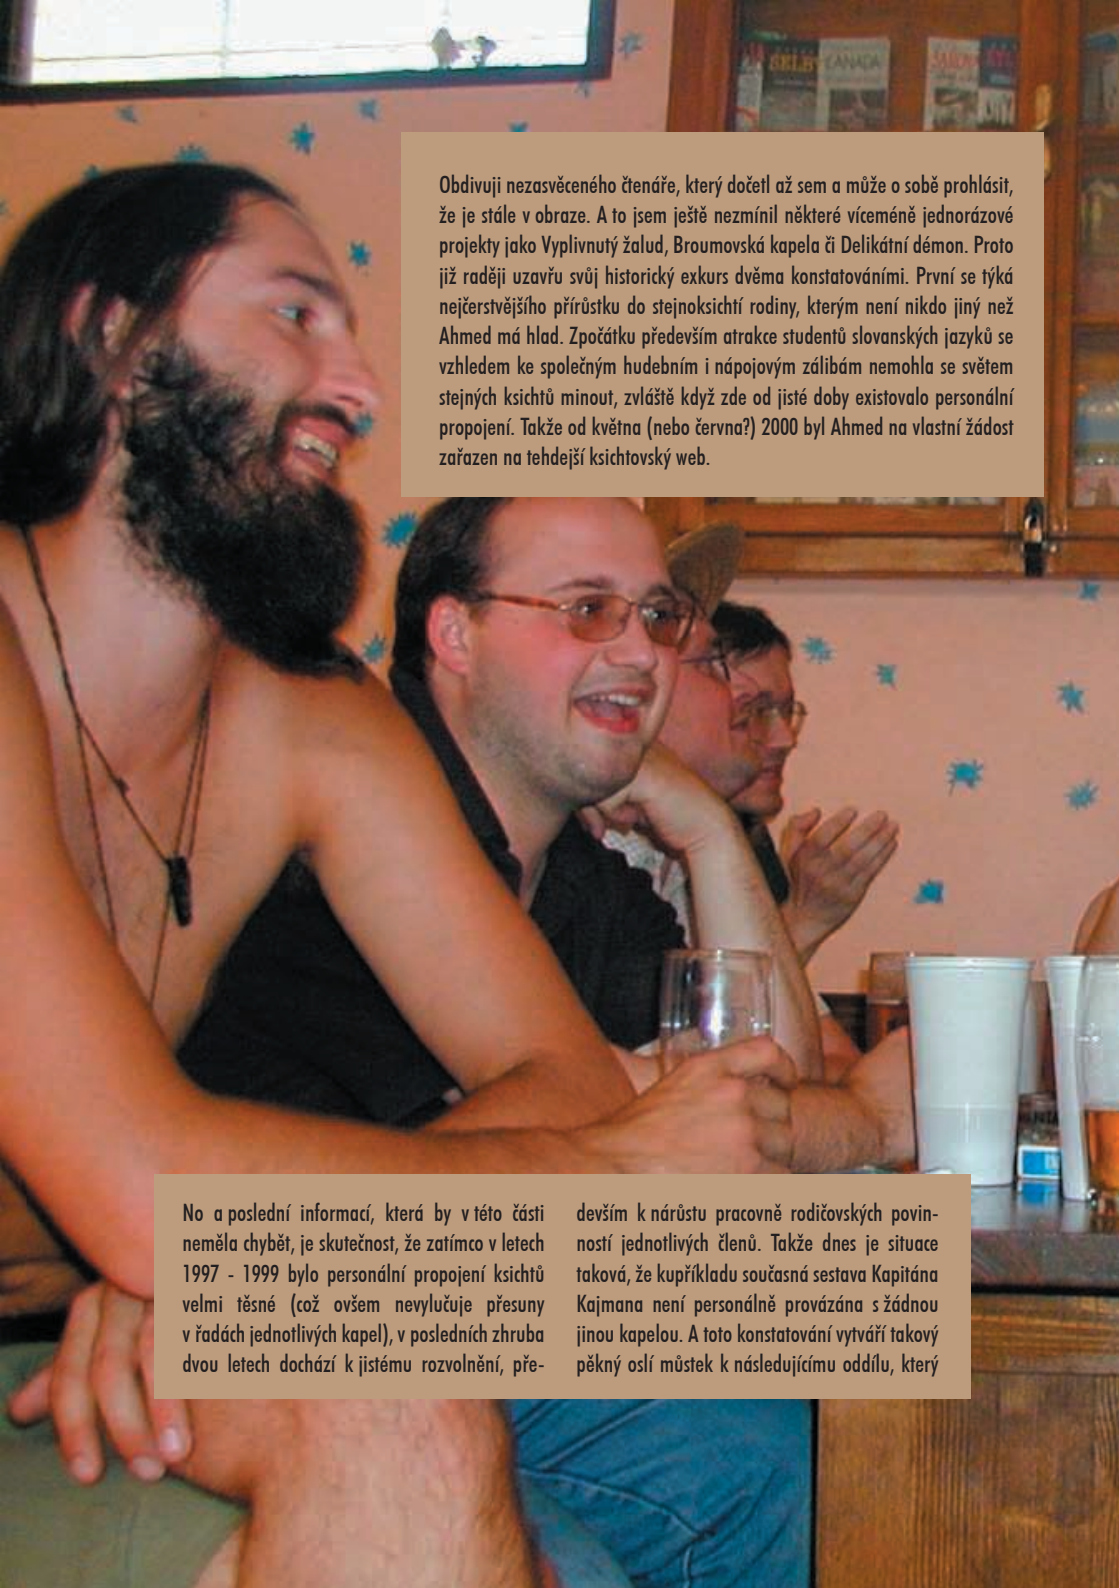 SELBY
CANADA
Obdivuji nezasvěceného čtenáře, který dočetl až sem a může o sobě prohlásit,
že je stále v obraze. A to jsem ještě nezmínil některé víceméně jednorázové
projekty jako Vyplivnutý žalud, Broumovská kapela či Delikátní démon. Proto
již raději uzavřu svůj historický exkurs dvěma konstatováními. První se týká
nejčerstvějšího přírůstku do stejnoksichtí rodiny, kterým není nikdo jiný než
Ahmed má hlad. Zpočátku především atrakce studentů slovanských jazyků se
vzhledem ke společným hudebním i nápojovým zálibám nemohla se světem
stejných ksichtů minout, zvláště když zde od jisté doby existovalo personální
propojení. Takže od května (nebo června?) 2000 byl Ahmed na vlastní žádost
zařazen na tehdejší ksichtovský web.
No a poslední informací, která by v této části
neměla chybět, je skutečnost, že zatímco v letech
1997 - 1999 bylo personální propojení ksichtů
velmi těsné (což ovšem nevylučuje přesuny
v řadách jednotlivých kapel), v posledních zhruba
dvou letech dochází k jistému rozvolnění, pře-
devším k nárůstu pracovně rodičovských povin-
ností jednotlivých členů. Takže dnes je situace
taková, že kupříkladu současná sestava Kapitána
Kajmana není personálně provázána s žádnou
jinou kapelou. A toto konstatování vytváří takový
pěkný oslí můstek k následujícímu oddílu, který